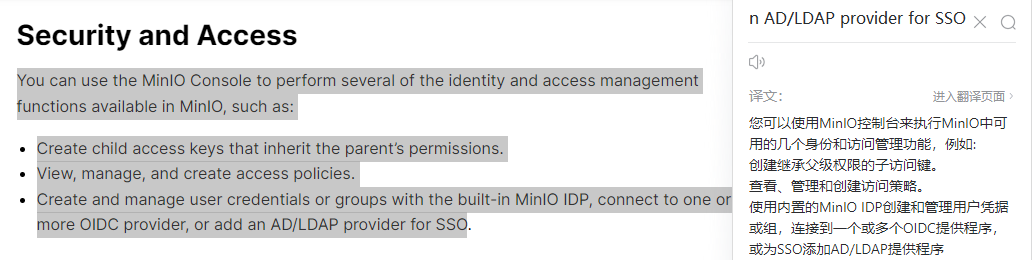 Security and Access
You can use the MinIO Console to perform several of the identity and access management
functions available in MinIO, such as:
Create child access keys that inherit the parent’s permissions.
View, manage, and create access policies.
Create and manage user credentials or groups with the built-in MinIO IDP, connect to one or
more OIDC provider, or add an AD/LDAP provider for SSO.
n AD/LDAP provider for SSO
译文:
进入翻译页面
您可以使用MinIO控制台来执行MinIO中可
用的几个身份和访问管理功能，例如:
创建继承父级权限的子访问键。
查看、管理和创建访问策略。
使用内置的MinIO IDP创建和管理用户凭据
或组，连接到一个或多个OIDC提供程序，
或为SSO添加AD/LDAP提供程序